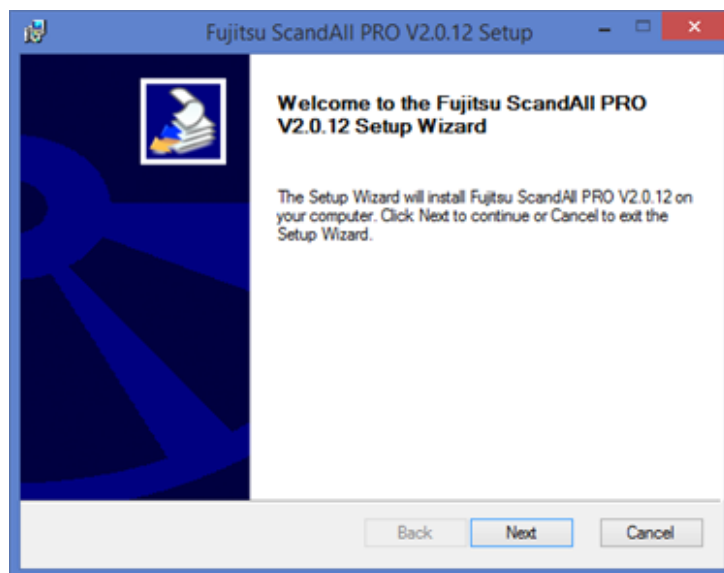 Fujitsu ScandAll PRO V2.0.12 Setup
Welcome to the Fujitsu ScandAll PRO
V2.0.12 Setup Wizard
The Setup Wizard will install Fujitsu ScandAll PRO V2.0.12 on
your computer. Click Next to continue or Cancel to exit the
Setup Wizard.
Back
Next
Cancel